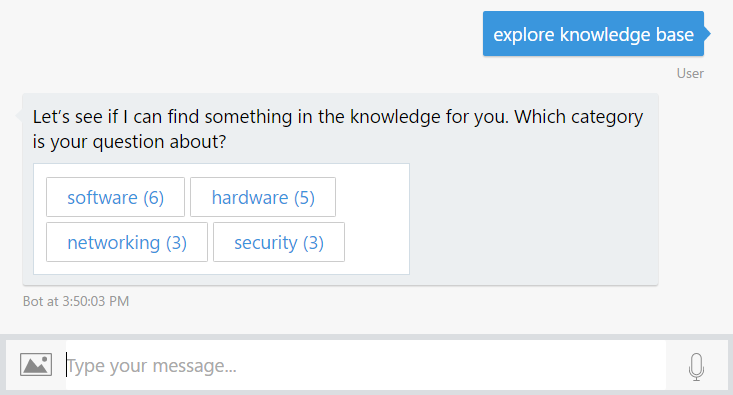 explore knowledge base
User
Let's see if I can find something in the knowledge for you. Which category
is your question about?
software (6) hardware (5)
networking (3) security (3)
Bot at 3:50:03 PM
Type your message...